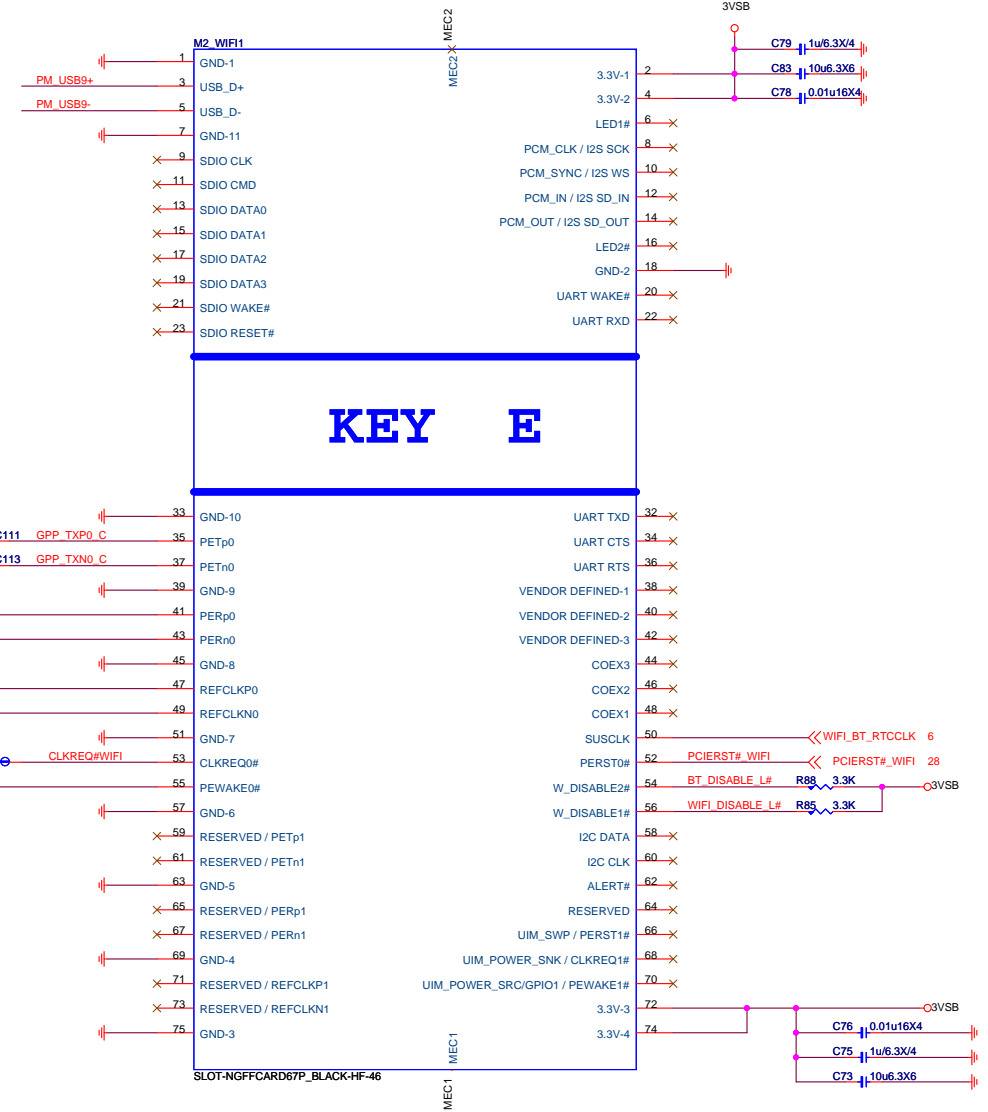 MEC2
3VSB
M2_WIFI1
C79 1u/6.3X/4
1 GND-1
MEC2
3.3V-1 2
C83 10u6.3X6
PM_USB9+ 3 USB_D+
3.3V-2 4
C78 0.01u16X4
PM_USB9- 5 USB_D-
LED1# 6
7 GND-11
PCM_CLK / I2S SCK 8
9 SDIO CLK
PCM_SYNC / I2S WS 10
11 SDIO CMD
PCM_IN / I2S SD_IN 12
13 SDIO DATA0
PCM_OUT / I2S SD_OUT 14
15 SDIO DATA1
LED2# 16
17 SDIO DATA2
GND-2 18
19 SDIO DATA3
UART WAKE# 20
21 SDIO WAKE#
UART RXD 22
23 SDIO RESET#
KEY E
33 GND-10
UART TXD 32
C111 GPP_TXP0_C 35 PETp0
UART CTS 34
C113 GPP_TXN0_C 37 PETn0
UART RTS 36
39 GND-9
VENDOR DEFINED-1 38
41 PERp0
VENDOR DEFINED-2 40
43 PERn0
VENDOR DEFINED-3 42
45 GND-8
COEX3 44
47 REFCLKP0
COEX2 46
49 REFCLKN0
COEX1 48
51 GND-7
SUSCLK 50 WIFI_BT_RTCCLK 6
CLKREQ#WIFI 53 CLKREQ0#
PERST0# 52 PCIERST#_WIFI PCIERST#_WIFI 28
55 PEWAKE0#
W_DISABLE2# 54 BT_DISABLE_L# R88 3.3K 3VSB
57 GND-6
W_DISABLE1# 56 WIFI_DISABLE_L# R85 3.3K
59 RESERVED / PETp1
I2C DATA 58
61 RESERVED / PETn1
I2C CLK 60
63 GND-5
ALERT# 62
65 RESERVED / PERp1
RESERVED 64
67 RESERVED / PERn1
UIM_SWP / PERST1# 66
69 GND-4
UIM_POWER_SNK / CLKREQ1# 68
71 RESERVED / REFCLKP1
UIM_POWER_SRC/GPIO1 / PEWAKE1# 70
73 RESERVED / REFCLKN1
3.3V-3 72 3VSB
75 GND-3
3.3V-4 74
C76 0.01u16X4
MEC1
C75 1u/6.3X/4
SLOT-NGFFCARD67P_BLACK-HF-46
C73 10u6.3X6
MEC1